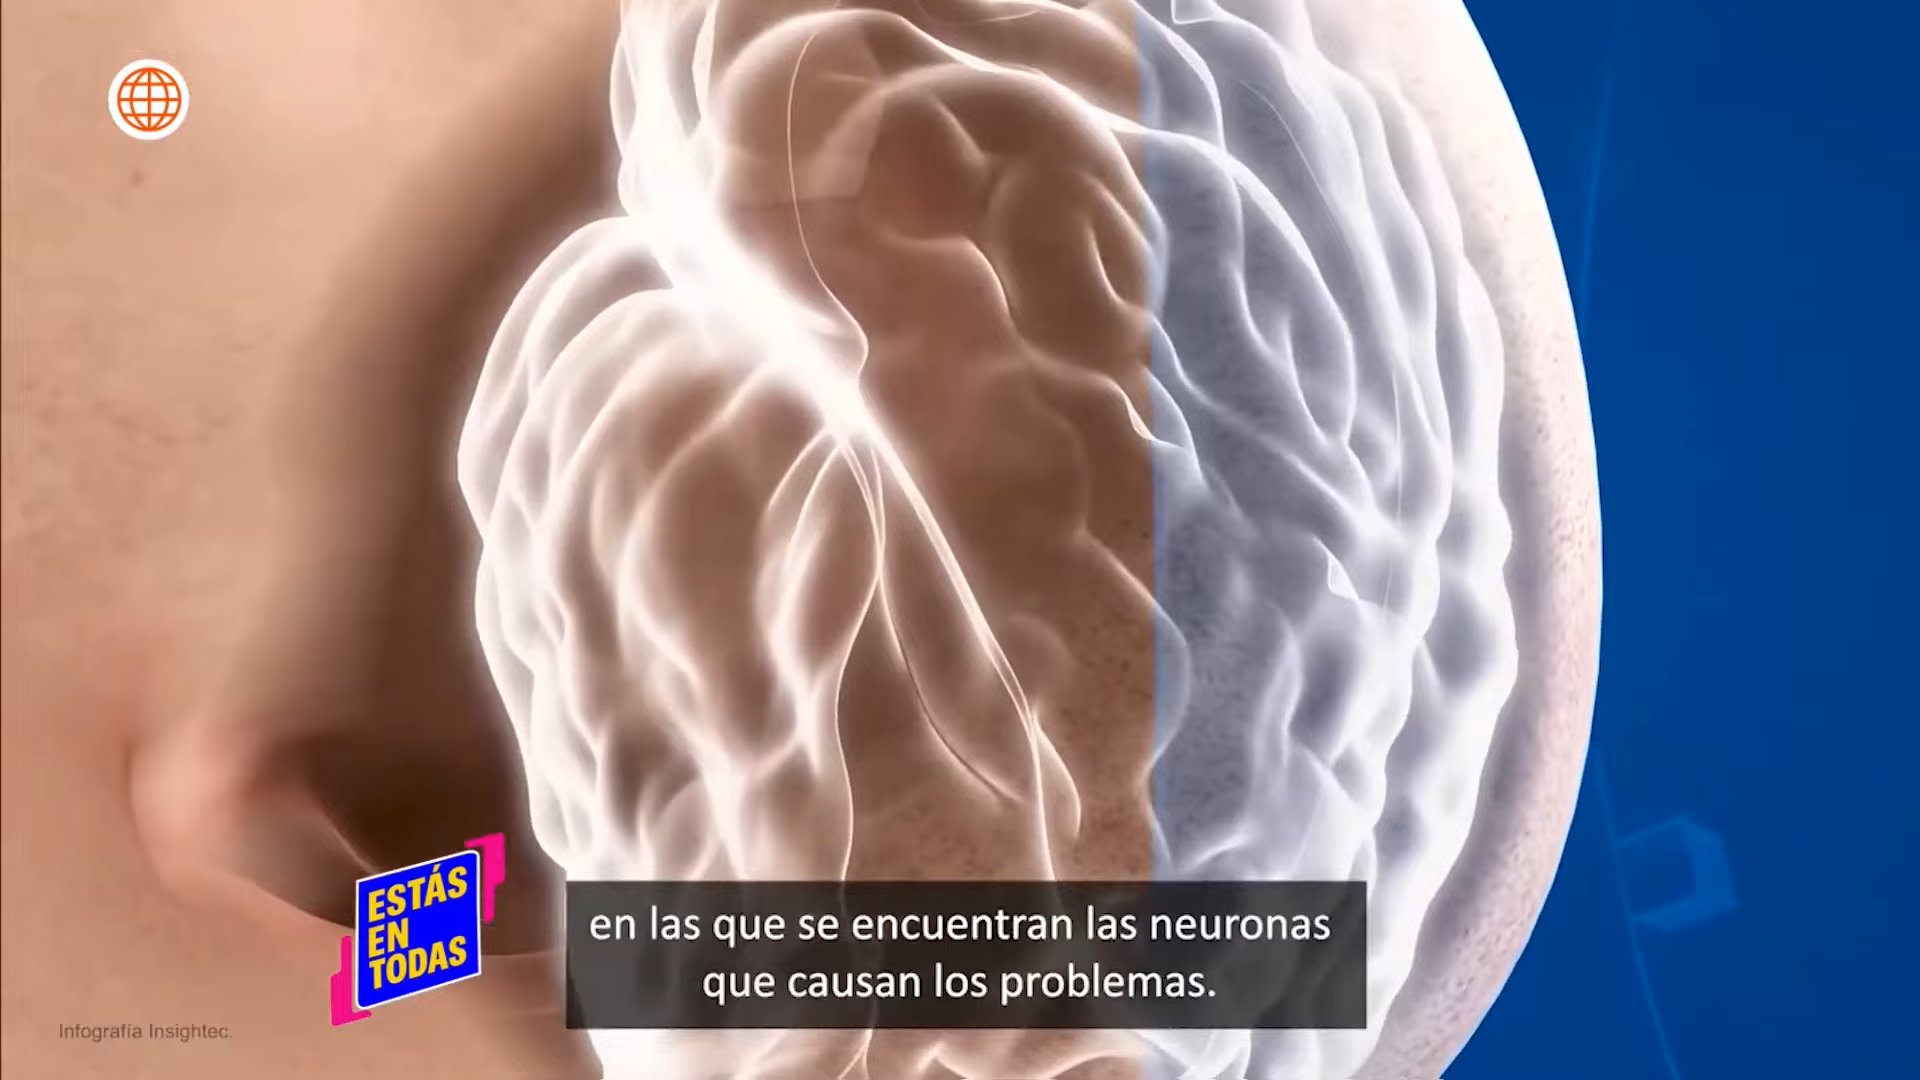 ESTÁS
EN
TODAS
en las que se encuentran las neuronas
que causan los problemas.
Infografía Insightec.